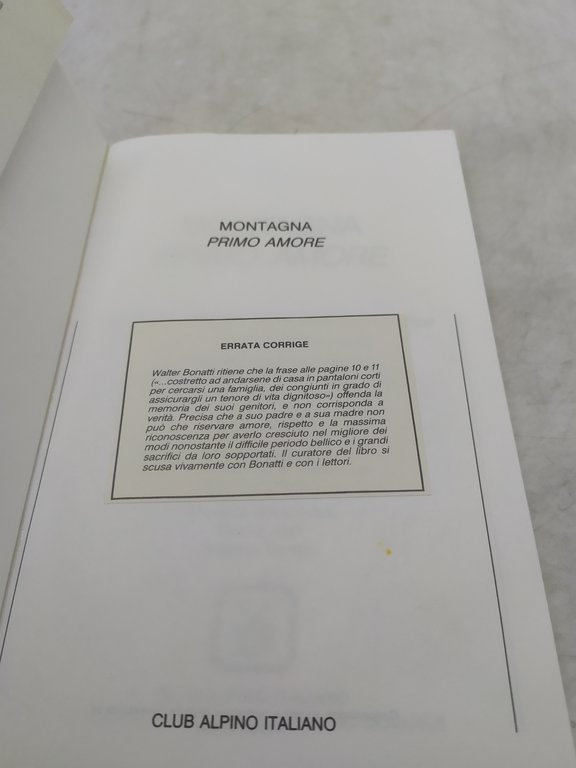 MONTAGNA
PRIMO AMORE
ERRATA CORRIGE
Walter Bonatti ritiene che la frase alle pagine 10 e 11
(«...costretto ad andarsene di casa in pantaloni corti
per cercarsi una famiglia, dei congiunti in grado di
assicurargli un tenore di vita dignitoso») offenda la
memoria dei suoi genitori, e non corrisponda a
verità. Precisa che a suo padre e a sua madre non
può che riservare amore, rispetto e la massima
riconoscenza per averlo cresciuto nel migliore dei
modi nonostante il difficile periodo bellico e i grandi
sacrifici da loro sopportati. Il curatore del libro si
scusa vivamente con Bonatti e con i lettori.
CLUB ALPINO ITALIANO